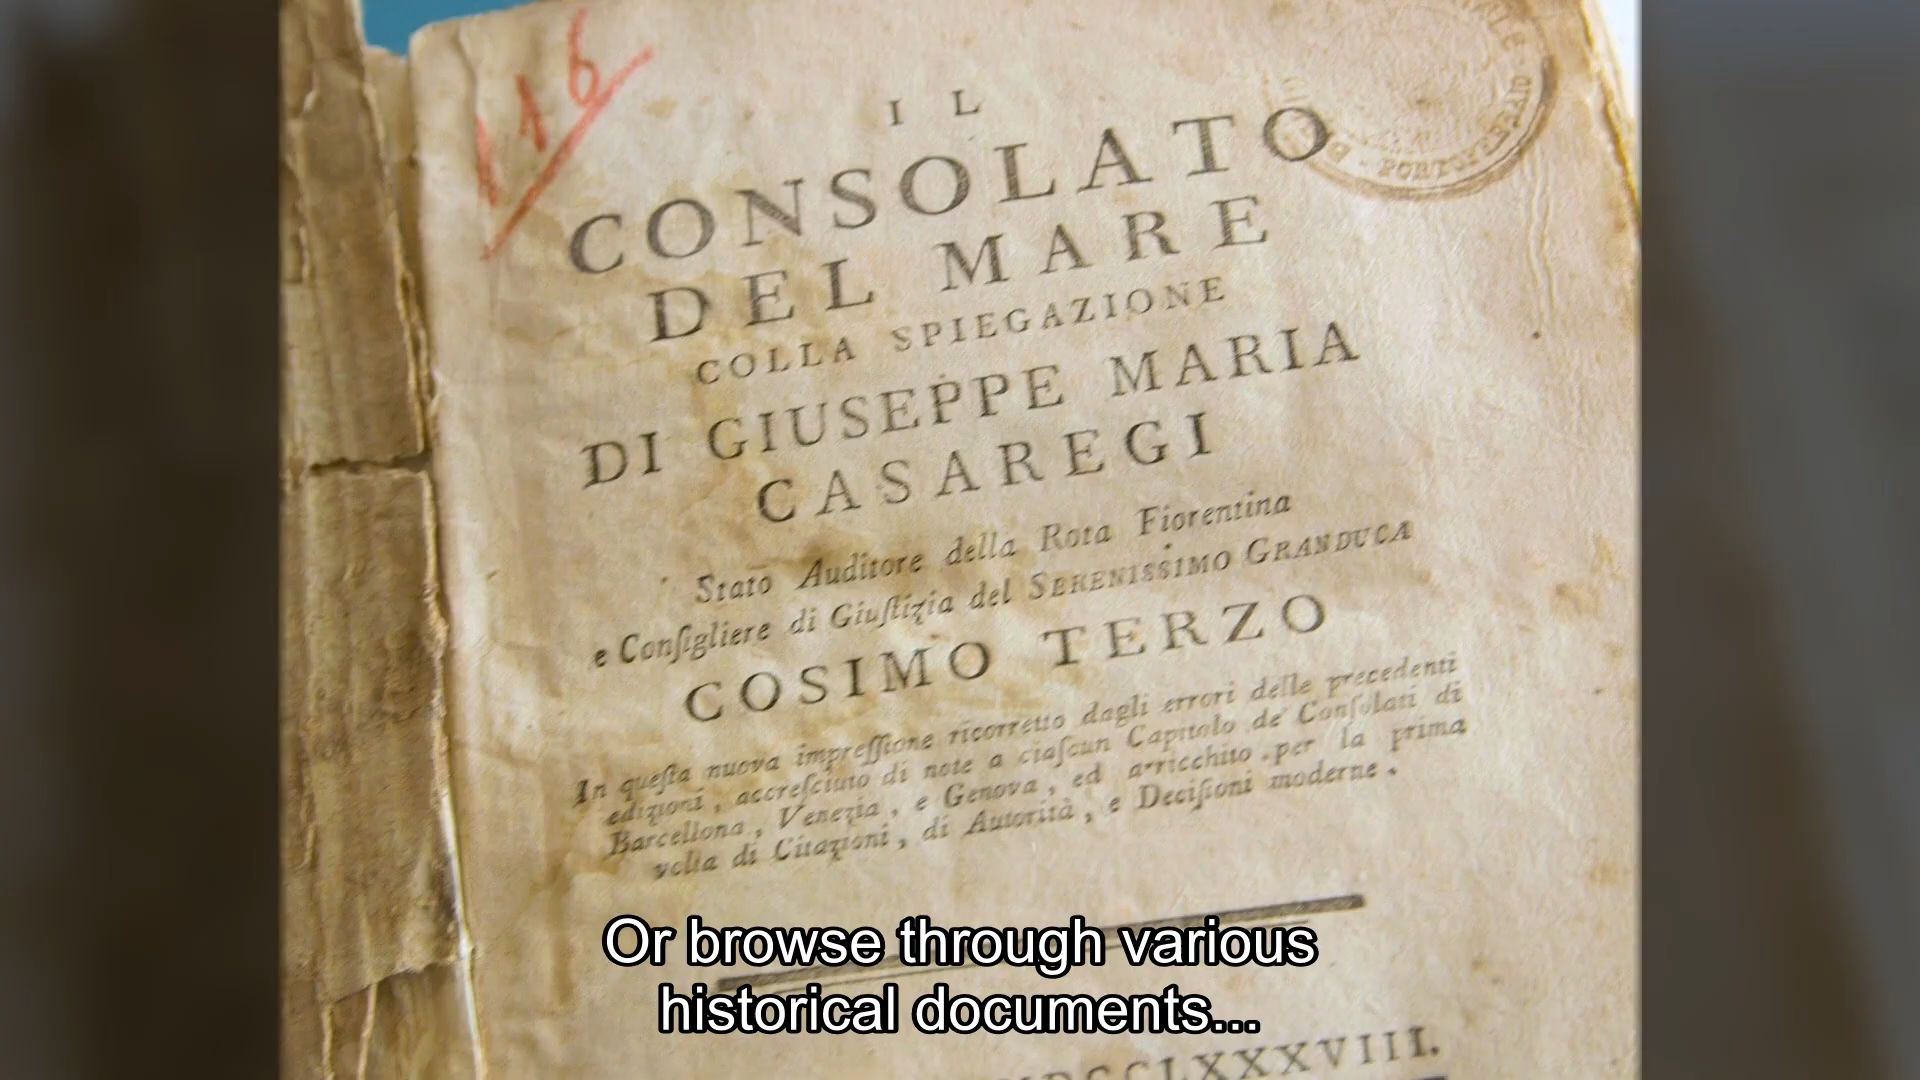 116
IL
CONSOLATO
DEL MARE
COLLA SPIEGAZIONE
DI GIUSEPPE MARIA
CASAREGI
Stato Auditore della Rota Fiorentina
e Conſigliere di Giuſtizia del SERENISSIMO GRANDUCA
COSIMO TERZO
In queſta nuova impreſſione ricorretto dagli errori delle precedenti
edizioni, accreſciuto di note a ciaſcun Capitolo de' Conſolati di
Barcellona, Venezia, e Genova, ed arricchito per la prima
volta di Citazioni, di Autorità, e Deciſioni moderne.
Or browse through various
historical documents...